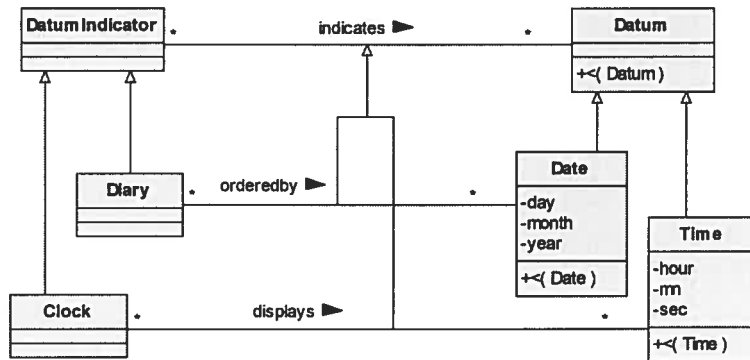 DatumIndicator
* indicates ► *
Datum
+<( Datum )
Diary
* orderedby ► *
Date
-day
-month
-year
+<( Date )
Clock
* displays ► *
Time
-hour
-mn
-sec
+<( Time )